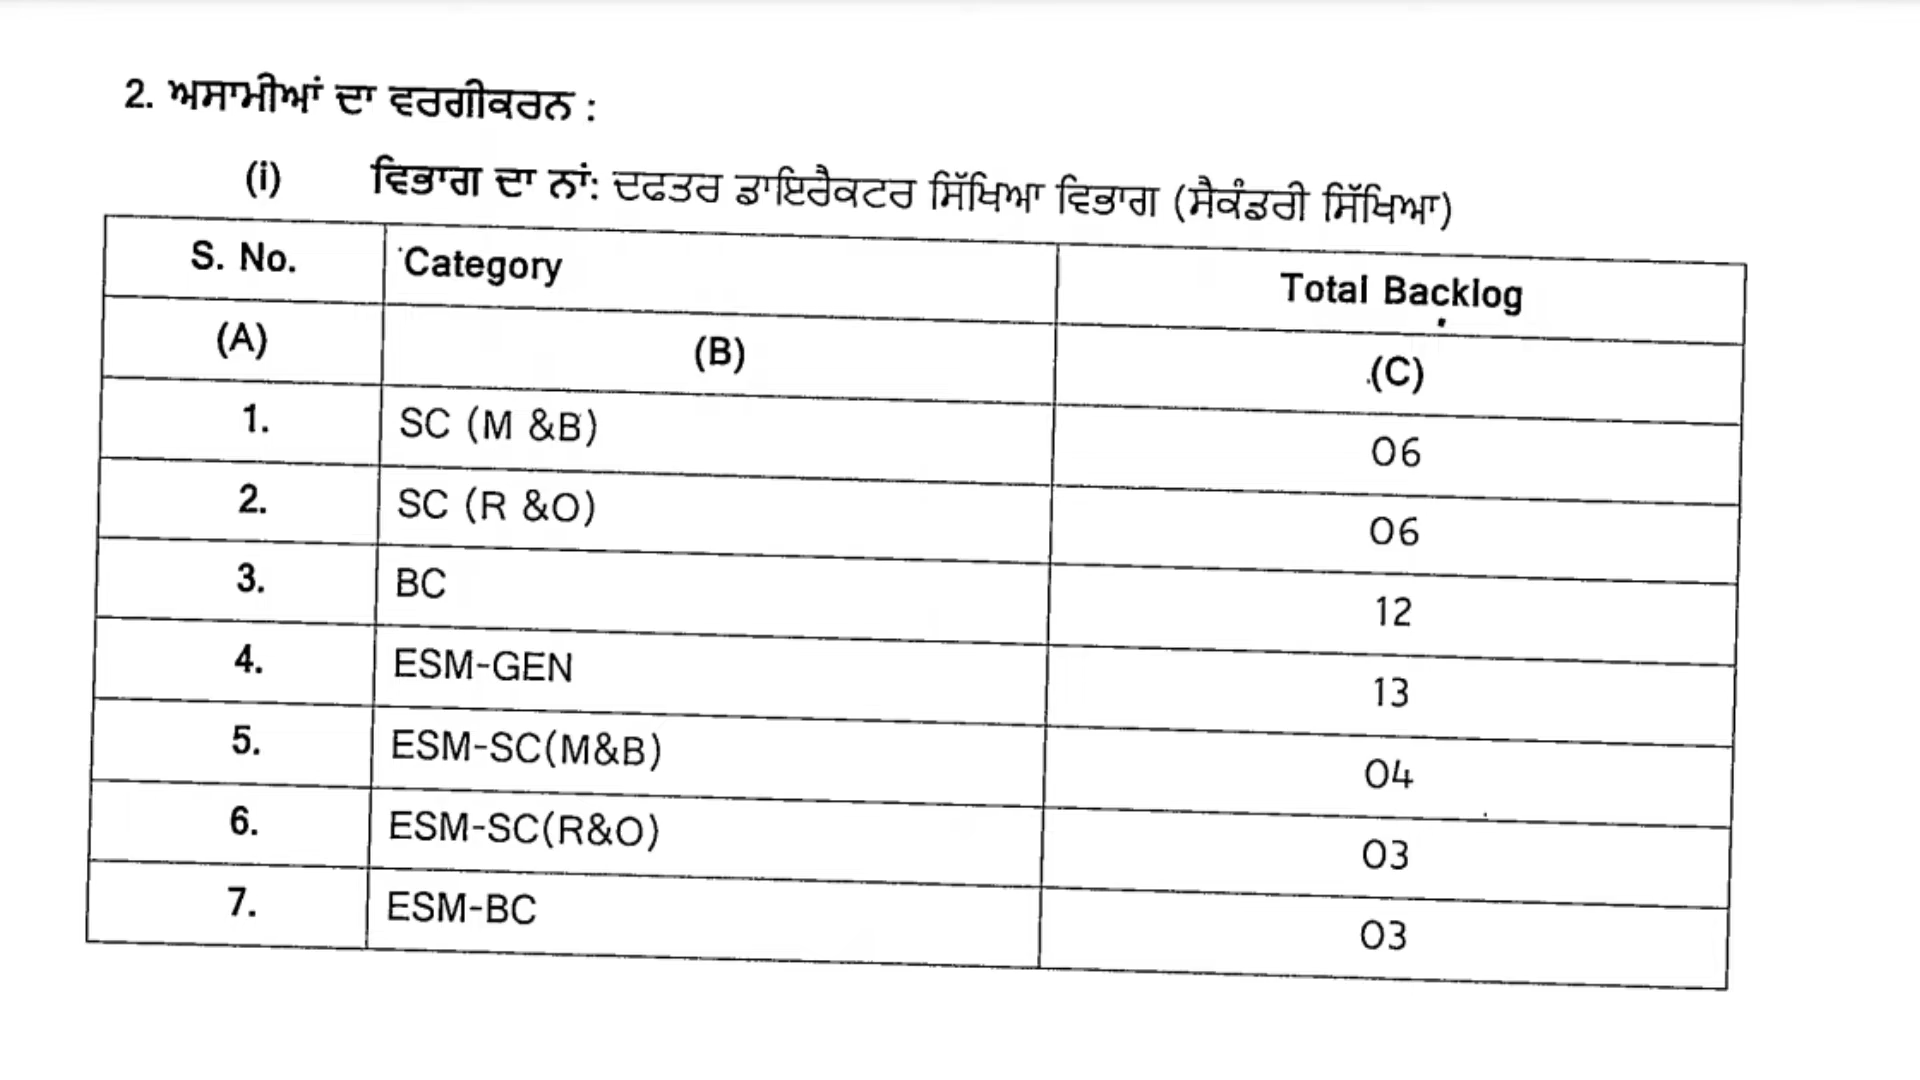 2. ਅਸਾਮੀਆਂ ਦਾ ਵਰਗੀਕਰਨ :
(i) ਵਿਭਾਗ ਦਾ ਨਾਂ: ਦਫਤਰ ਡਾਇਰੈਕਟਰ ਸਿੱਖਿਆ ਵਿਭਾਗ (ਸੈਕੰਡਰੀ ਸਿੱਖਿਆ)
S. No. Category Total Backlog
(A) (B) (C)
1. SC (M &B) 06
2. SC (R &O) 06
3. BC 12
4. ESM-GEN 13
5. ESM-SC(M&B) 04
6. ESM-SC(R&O) 03
7. ESM-BC 03